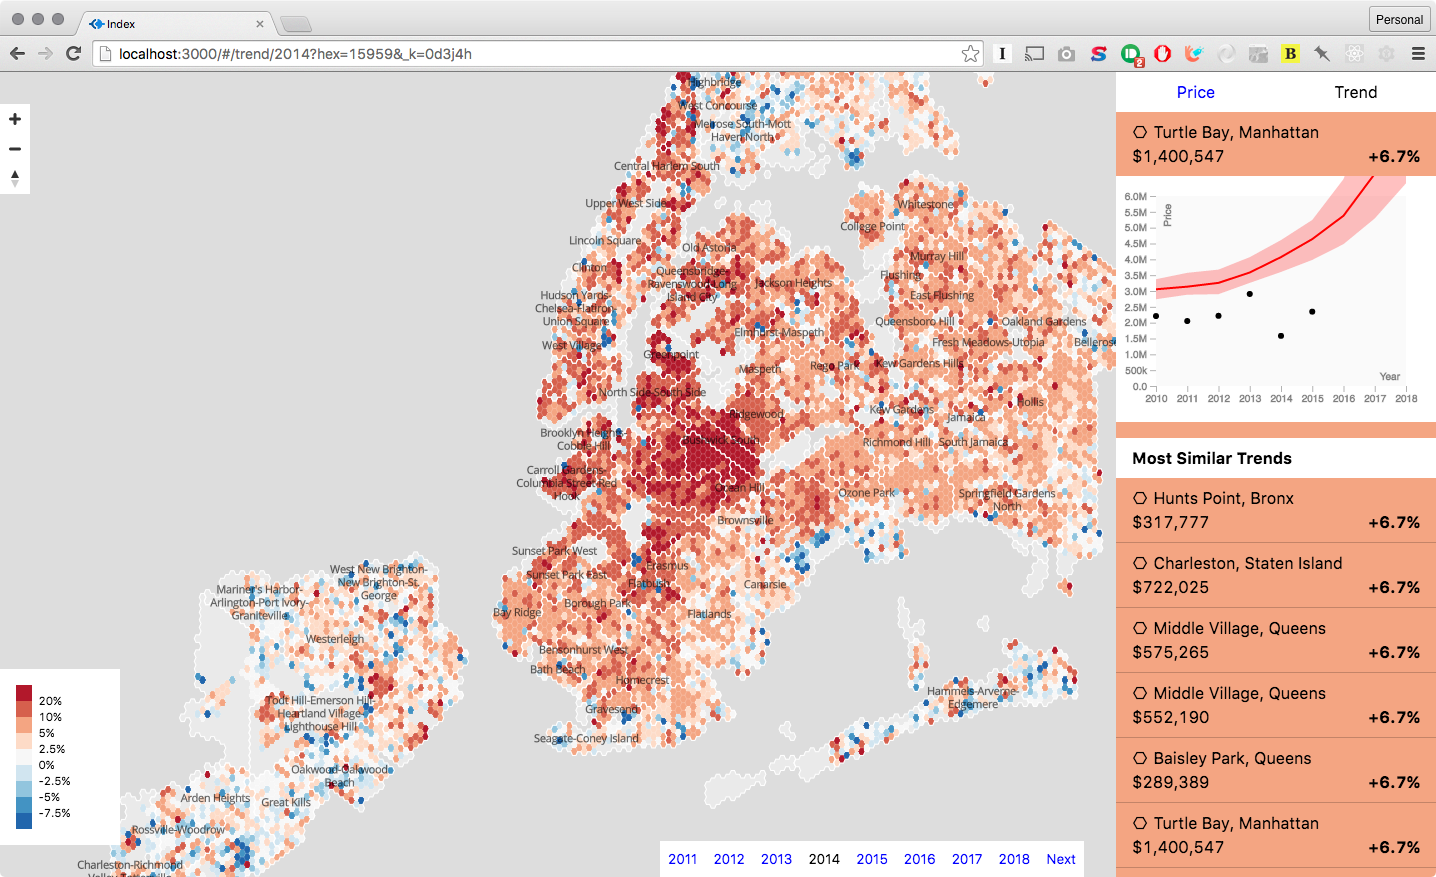 Index
Personal
localhost:3000/#/trend/2014?hex=15959&_k=0d3j4h
Price
Trend
Turtle Bay, Manhattan
$1,400,547
+6.7%
6.0M
5.5M
5.0M
4.5M
4.0M
3.5M
3.0M
2.5M
2.0M
1.5M
1.0M
500k
0.0
Price
Year
2010 2011 2012 2013 2014 2015 2016 2017 2018
Most Similar Trends
Hunts Point, Bronx
$317,777
+6.7%
Charleston, Staten Island
$722,025
+6.7%
Middle Village, Queens
$575,265
+6.7%
Middle Village, Queens
$552,190
+6.7%
Baisley Park, Queens
$289,389
+6.7%
Turtle Bay, Manhattan
$1,400,547
+6.7%
Highbridge
West Concourse
Melrose South-Mott
Haven North
Central Harlem South
Upper West Side
Lincoln Square
Clinton
Hudson Yards-
Chelsea-Flatiron-
Union Square
West Village
Old Astoria
Queensbridge-
Ravenswood-Long
Island City
Jackson Heights
Elmhurst-Maspeth
Greenpoint
Maspeth
Rego Park
North Side-South Side
Ridgewood
Bushwick South
Brooklyn Heights-
Cobble Hill
Carroll Gardens-
Columbia Street-Red
Hook
Ocean Hill
Brownsville
College Point
Whitestone
Murray Hill
Flushing
East Flushing
Queensboro Hill
Oakland Gardens
Fresh Meadows-Utopia
Bellerose
Kew Gardens Hills
Kew Gardens
Hollis
Jamaica
Richmond Hill
South Jamaica
Ozone Park
Springfield Gardens
North
Sunset Park West
Sunset Park East
Erasmus
Flatbush
Canarsie
Borough Park
Bay Ridge
Flatlands
Bensonhurst West
Bath Beach
Homecrest
Gravesend
Seagate-Coney Island
Hammels-Arverne-
Edgemere
West New Brighton-
New Brighton-St.
George
Mariner's Harbor-
Arlington-Port Ivory-
Graniteville
Westerleigh
Todt Hill-Emerson Hill-
Heartland Village-
Lighthouse Hill
Oakwood-Oakwood
Beach
Arden Heights
Great Kills
Rossville-Woodrow
Charleston-Richmond
20%
10%
5%
2.5%
0%
-2.5%
-5%
-7.5%
2011 2012 2013 2014 2015 2016 2017 2018 Next